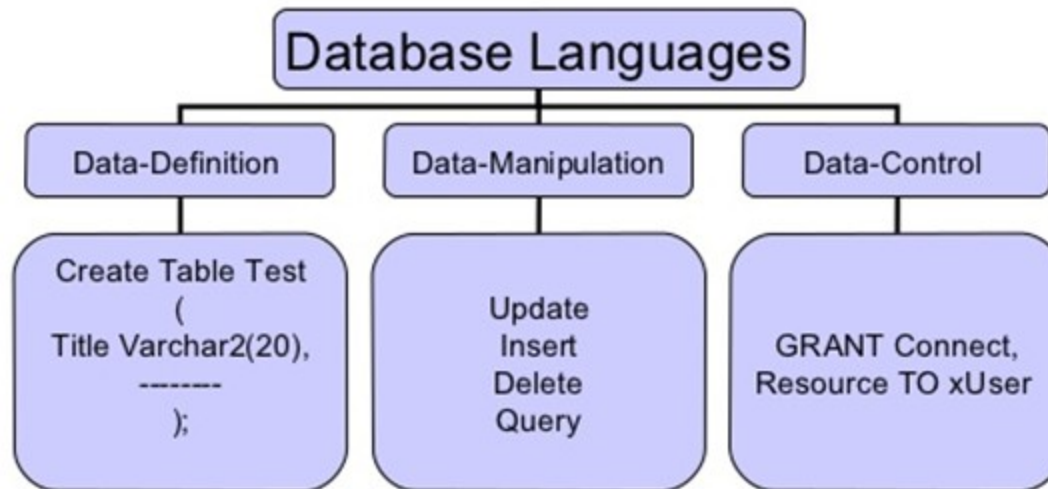 Database Languages
Data-Definition
Data-Manipulation
Data-Control
Create Table Test
(
Title Varchar2(20),
--------
);
Update
Insert
Delete
Query
GRANT Connect,
Resource TO xUser